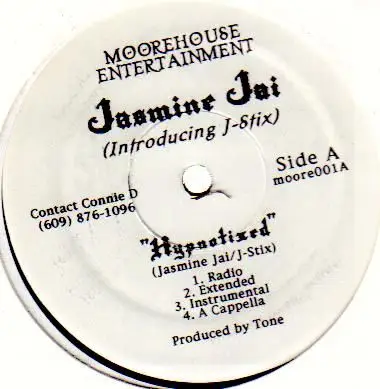 MOOREHOUSE
ENTERTAINMENT
Jasmine Jai
(Introducing J-Stix)
Side A
moore001A
Contact Connie D
(609) 876-1096
"Hypnotized"
(Jasmine Jai/J-Stix)
1. Radio
2. Extended
3. Instrumental
4. A Cappella
Produced by Tone